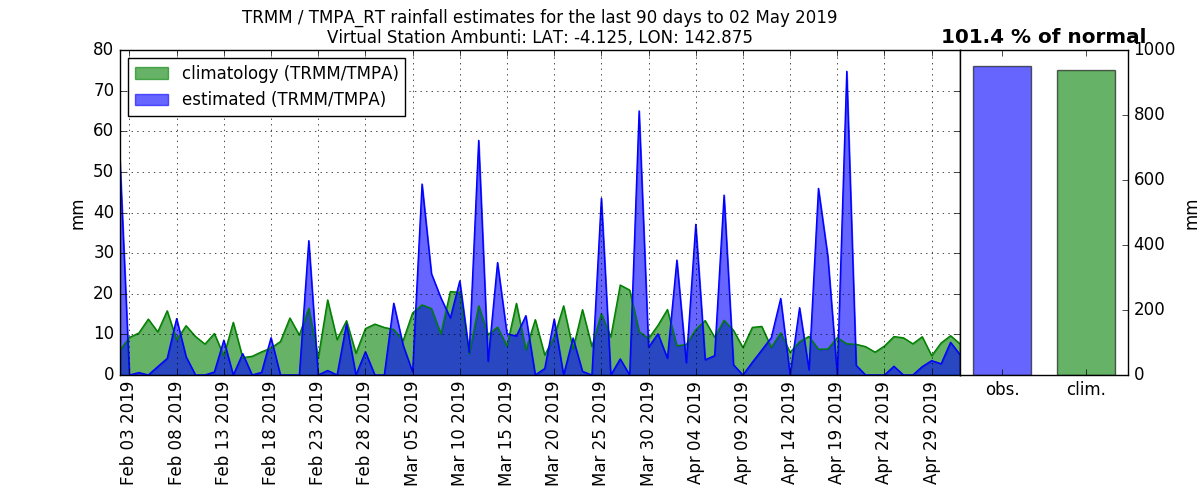 TRMM / TMPA_RT rainfall estimates for the last 90 days to 02 May 2019
Virtual Station Ambunti: LAT: -4.125, LON: 142.875
101.4 % of normal
climatology (TRMM/TMPA)
estimated (TRMM/TMPA)
mm
80
70
60
50
40
30
20
10
0
Feb 03 2019
Feb 08 2019
Feb 13 2019
Feb 18 2019
Feb 23 2019
Feb 28 2019
Mar 05 2019
Mar 10 2019
Mar 15 2019
Mar 20 2019
Mar 25 2019
Mar 30 2019
Apr 04 2019
Apr 09 2019
Apr 14 2019
Apr 19 2019
Apr 24 2019
Apr 29 2019
obs.
clim.
1000
800
600
400
200
0
mm